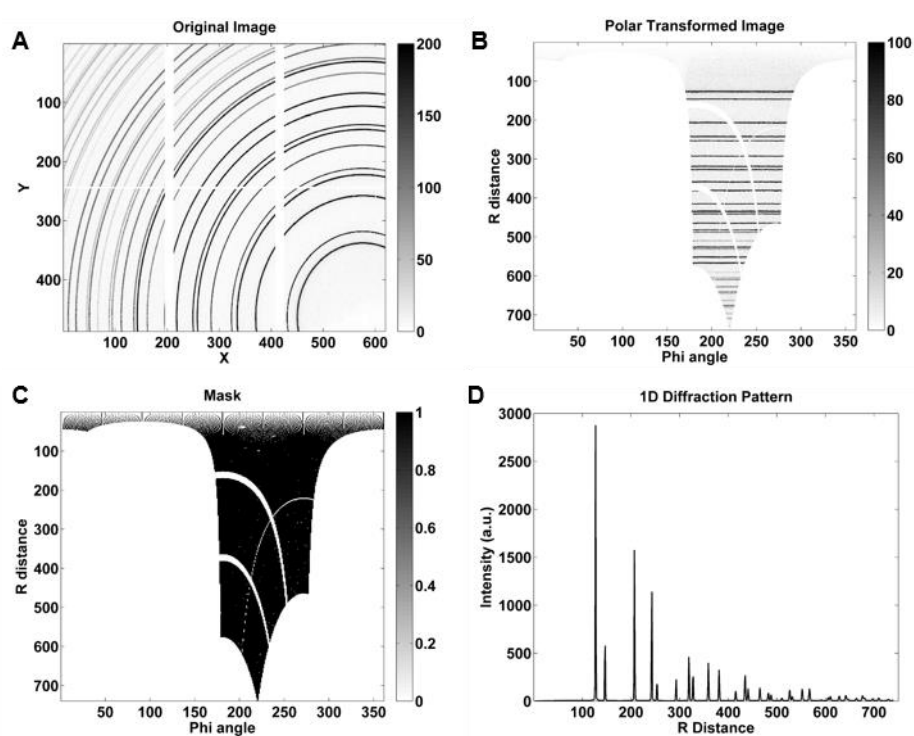 A
Original Image
200
150
100
50
0
Y
100
200
300
400
100 200 300 400 500 600
X
B
Polar Transformed Image
100
80
60
40
20
0
R distance
100
200
300
400
500
600
700
50 100 150 200 250 300 350
Phi angle
C
Mask
1
0.8
0.6
0.4
0.2
0
R distance
100
200
300
400
500
600
700
50 100 150 200 250 300 350
Phi angle
D
1D Diffraction Pattern
Intensity (a.u.)
3000
2500
2000
1500
1000
500
0
100 200 300 400 500 600 700
R Distance